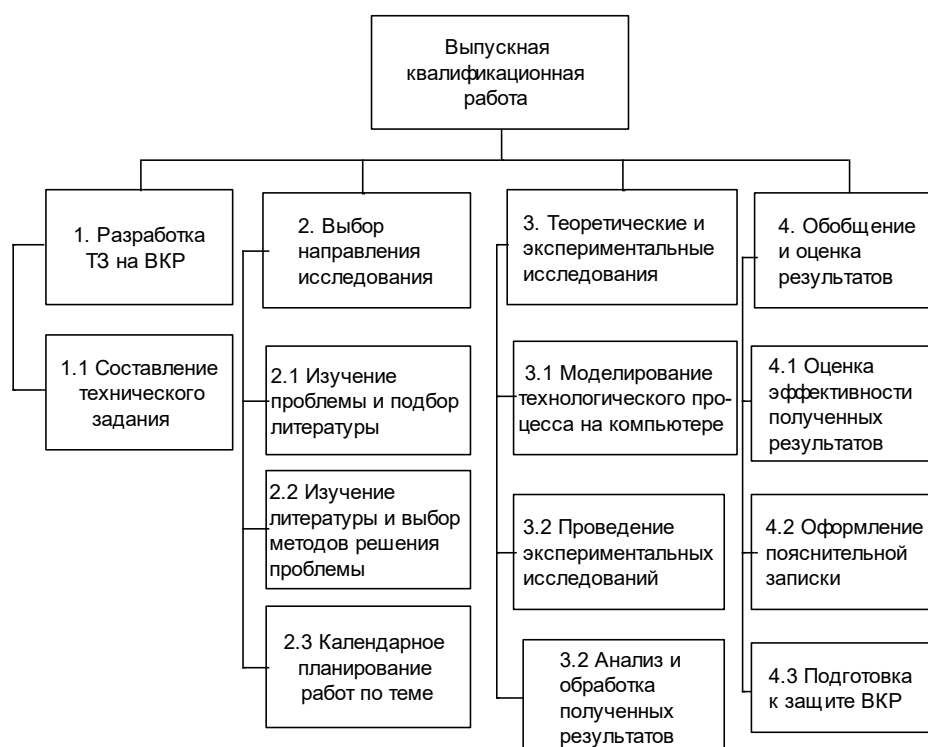 Выпускная
квалификационная
работа
1. Разработка
ТЗ на ВКР
2. Выбор
направления
исследования
3. Теоретические и
экспериментальные
исследования
4. Обобщение
и оценка
результатов
1.1 Составление
технического
задания
2.1 Изучение
проблемы и подбор
литературы
3.1 Моделирование
технологического про-
цесса на компьютере
4.1 Оценка
эффективности
полученных
результатов
2.2 Изучение
литературы и выбор
методов решения
проблемы
3.2 Проведение
экспериментальных
исследований
4.2 Оформление
пояснительной
записки
2.3 Календарное
планирование
работ по теме
3.2 Анализ и
обработка
полученных
результатов
4.3 Подготовка
к защите ВКР